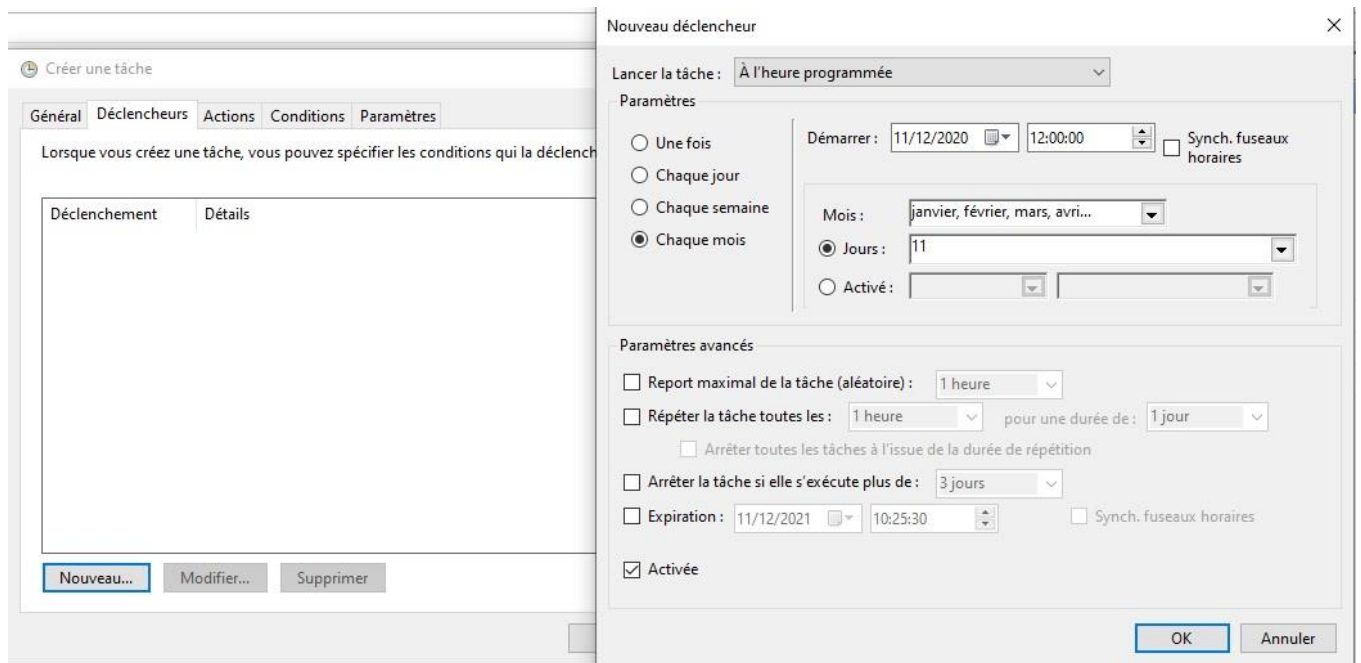 Créer une tâche
Général Déclencheurs Actions Conditions Paramètres
Lorsque vous créez une tâche, vous pouvez spécifier les conditions qui la déclench
Déclenchement Détails
Nouveau... Modifier... Supprimer
Nouveau déclencheur
Lancer la tâche : À l'heure programmée
Paramètres
Une fois
Chaque jour
Chaque semaine
Chaque mois
Démarrer : 11/12/2020 12:00:00 Synch. fuseaux
horaires
Mois : janvier, février, mars, avri...
Jours : 11
Activé :
Paramètres avancés
Report maximal de la tâche (aléatoire) : 1 heure
Répéter la tâche toutes les : 1 heure pour une durée de : 1 jour
Arrêter toutes les tâches à l'issue de la durée de répétition
Arrêter la tâche si elle s'exécute plus de : 3 jours
Expiration : 11/12/2021 10:25:30 Synch. fuseaux horaires
Activée
OK Annuler